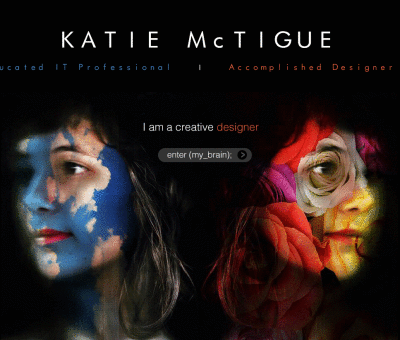 KATIE McTIGUE
ucated IT Professional | Accomplished Designer
I am a creative designer
enter {my_brain};